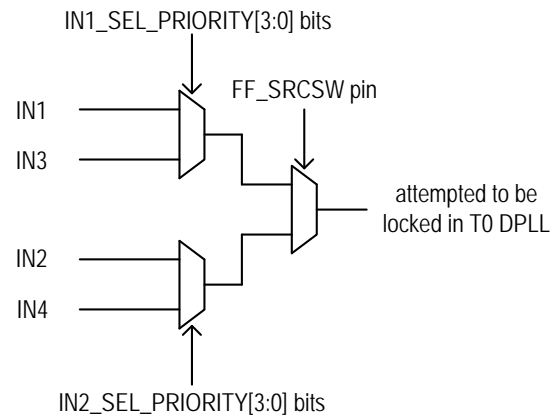 IN1_SEL_PRIORITY[3:0] bits
FF_SRCSW pin
IN1
IN3
attempted to be
locked in T0 DPLL
IN2
IN4
IN2_SEL_PRIORITY[3:0] bits